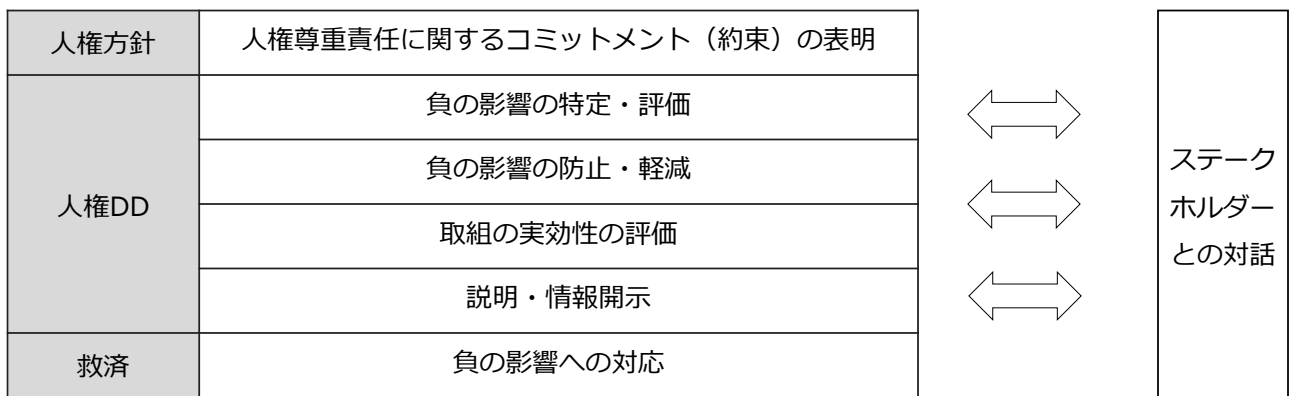 人権方針
人権尊重責任に関するコミットメント（約束）の表明
人権DD
負の影響の特定・評価
負の影響の防止・軽減
取組の実効性の評価
説明・情報開示
救済
負の影響への対応
ステーク
ホルダー
との対話